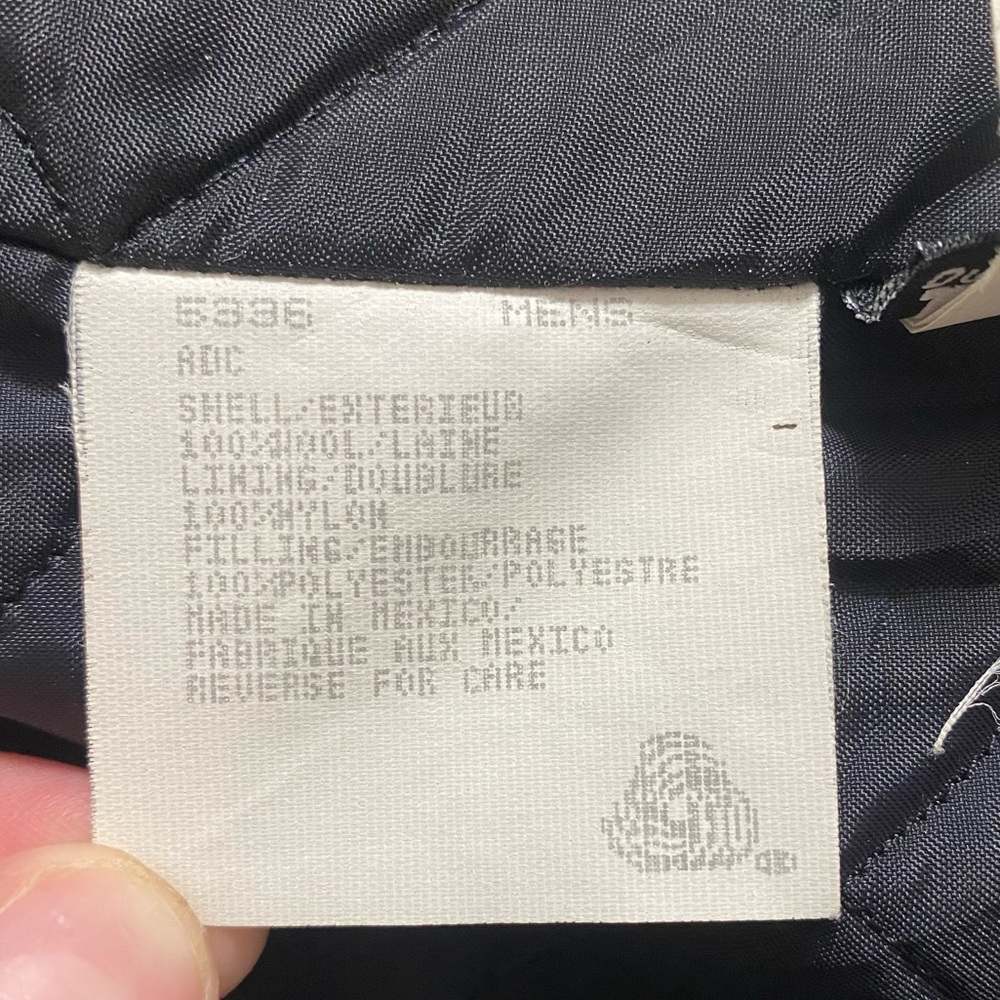 5336 MENS
ADC
SHELL/EXTERIEUR
100%WOOL/LAINE
LINING/DOUBLURE
100%NYLON
FILLING/EMBOURRAGE
100%POLYESTER/POLYESTRE
MADE IN MEXICO/
FABRIQUE AUX MEXICO
REVERSE FOR CARE